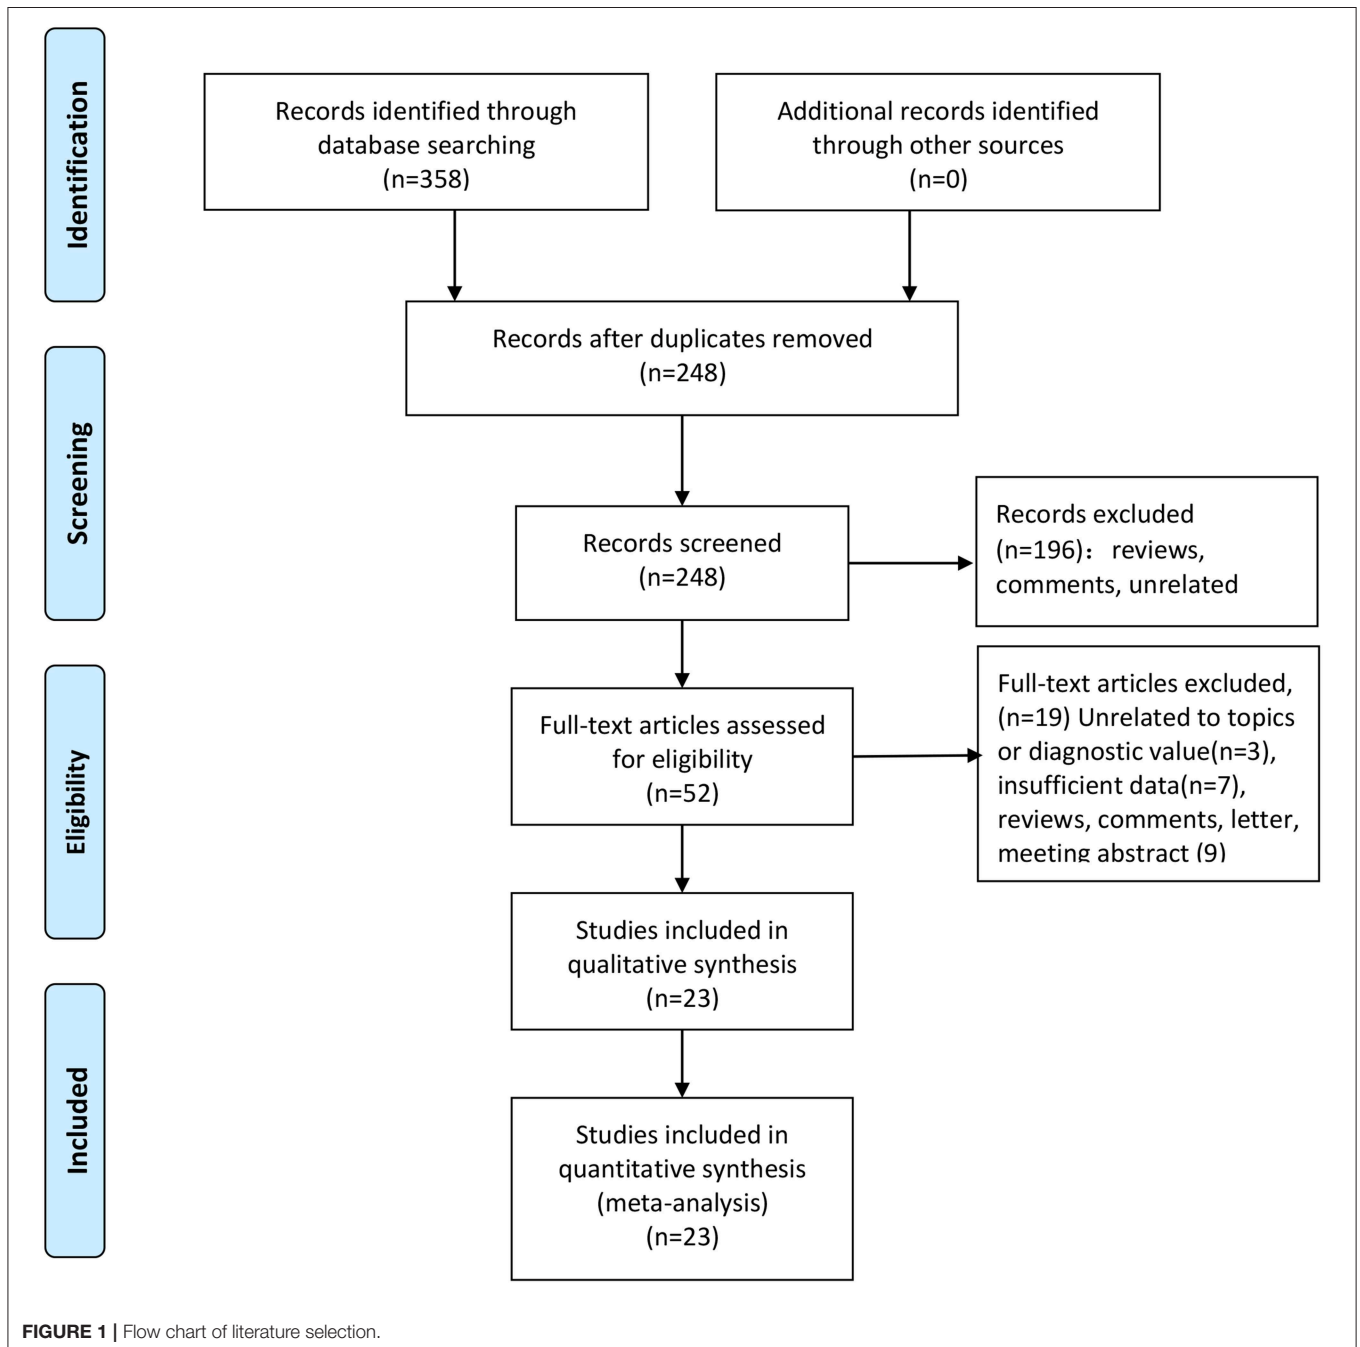 Identification
Records identified through
database searching
(n=358)
Additional records identified
through other sources
(n=0)
Records after duplicates removed
(n=248)
Screening
Records screened
(n=248)
Records excluded
(n=196)：reviews,
comments, unrelated
Eligibility
Full-text articles assessed
for eligibility
(n=52)
Full-text articles excluded,
(n=19) Unrelated to topics
or diagnostic value(n=3),
insufficient data(n=7),
reviews, comments, letter,
meeting abstract (9)
Studies included in
qualitative synthesis
(n=23)
Included
Studies included in
quantitative synthesis
(meta-analysis)
(n=23)
FIGURE 1 | Flow chart of literature selection.